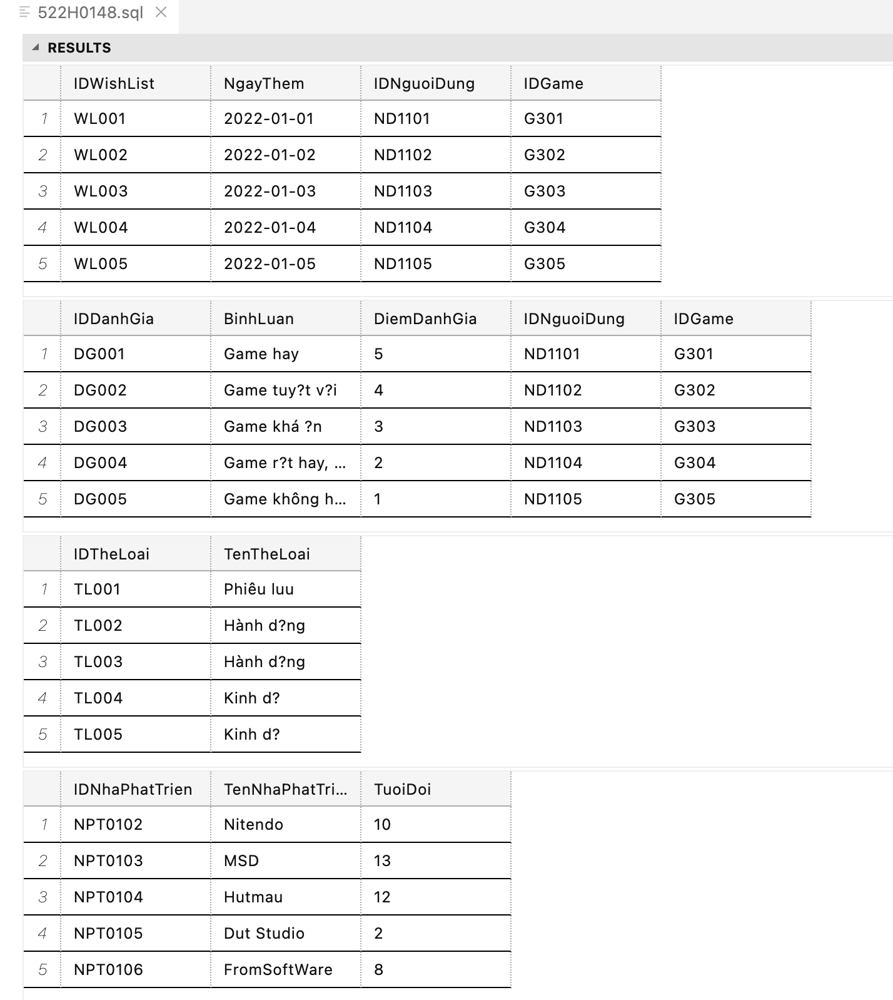 522H0148.sql
RESULTS
IDWishList NgayThem IDNguoiDung IDGame
1 WL001 2022-01-01 ND1101 G301
2 WL002 2022-01-02 ND1102 G302
3 WL003 2022-01-03 ND1103 G303
4 WL004 2022-01-04 ND1104 G304
5 WL005 2022-01-05 ND1105 G305
IDDanhGia BinhLuan DiemDanhGia IDNguoiDung IDGame
1 DG001 Game hay 5 ND1101 G301
2 DG002 Game tuy?t v?i 4 ND1102 G302
3 DG003 Game khá ?n 3 ND1103 G303
4 DG004 Game r?t hay, ... 2 ND1104 G304
5 DG005 Game không h... 1 ND1105 G305
IDTheLoai TenTheLoai
1 TL001 Phiêu luu
2 TL002 Hành d?ng
3 TL003 Hành d?ng
4 TL004 Kinh d?
5 TL005 Kinh d?
IDNhaPhatTrien TenNhaPhatTri... TuoiDoi
1 NPT0102 Nitendo 10
2 NPT0103 MSD 13
3 NPT0104 Hutmau 12
4 NPT0105 Dut Studio 2
5 NPT0106 FromSoftWare 8